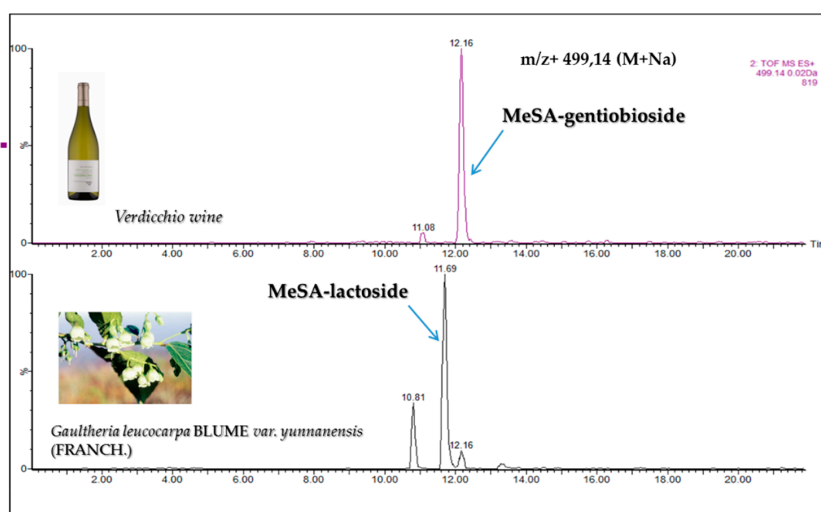 100
12.16
m/z+ 499,14 (M+Na)
2: TOF MS ES+
499.14 0.02Da
819
MeSA-gentiobioside
%
Verdicchio wine
11.08
0
2.00 4.00 6.00 8.00 10.00 12.00 14.00 16.00 18.00 20.00
100
11.69
MeSA-lactoside
%
10.81
Gaultheria leucocarpa BLUME var. yunnanensis
(FRANCH.)
12.16
0
2.00 4.00 6.00 8.00 10.00 12.00 14.00 16.00 18.00 20.00